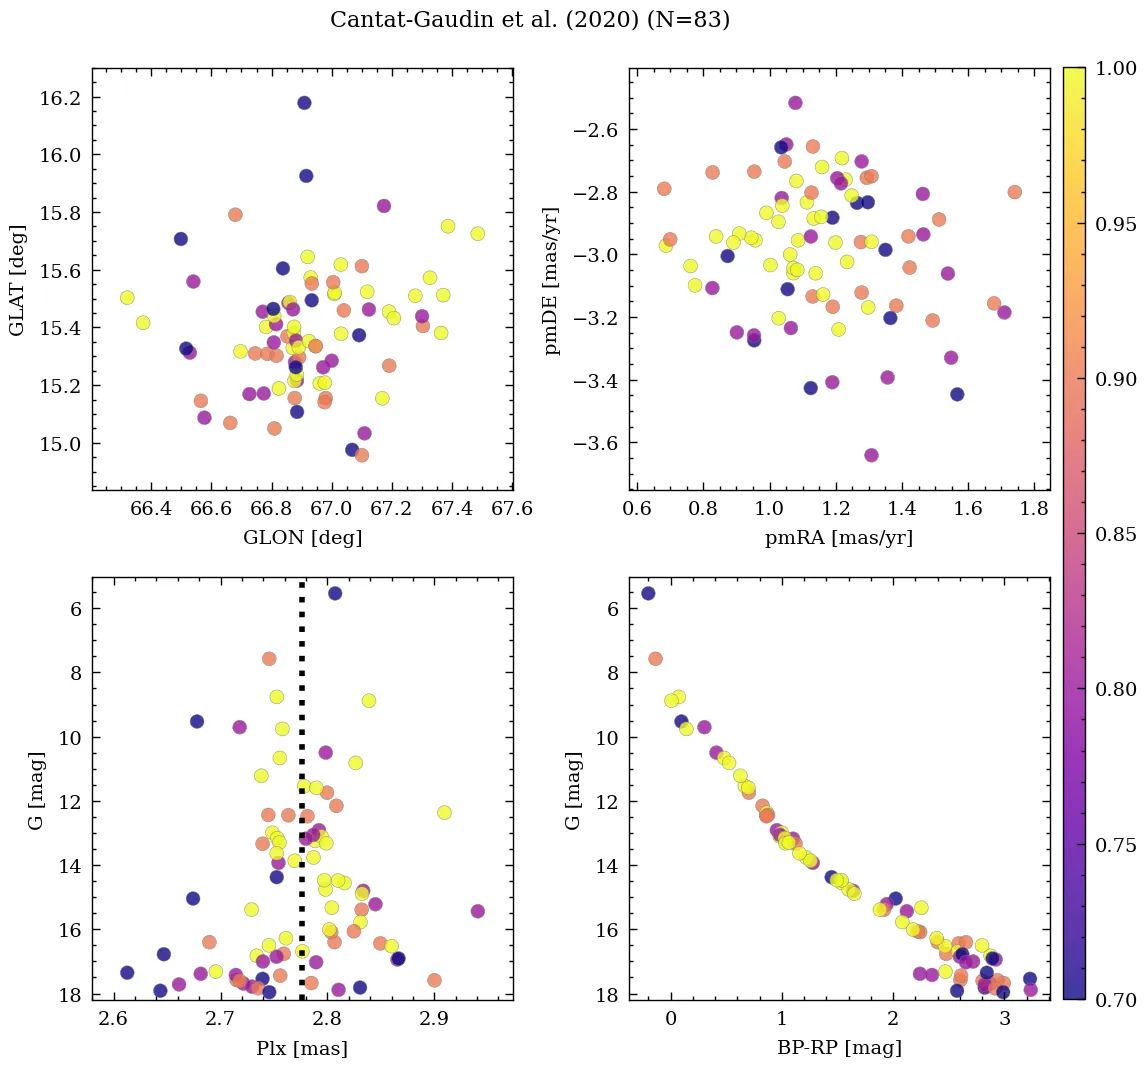 Cantat-Gaudin et al. (2020) (N=83)
16.2
16.0
15.8
15.6
15.4
15.2
15.0
GLAT [deg]
66.4 66.6 66.8 67.0 67.2 67.4 67.6
GLON [deg]
−2.6
−2.8
−3.0
−3.2
−3.4
−3.6
pmDE [mas/yr]
0.6 0.8 1.0 1.2 1.4 1.6 1.8
pmRA [mas/yr]
6
8
10
12
14
16
18
G [mag]
2.6 2.7 2.8 2.9
Plx [mas]
6
8
10
12
14
16
18
G [mag]
0 1 2 3
BP-RP [mag]
1.00
0.95
0.90
0.85
0.80
0.75
0.70